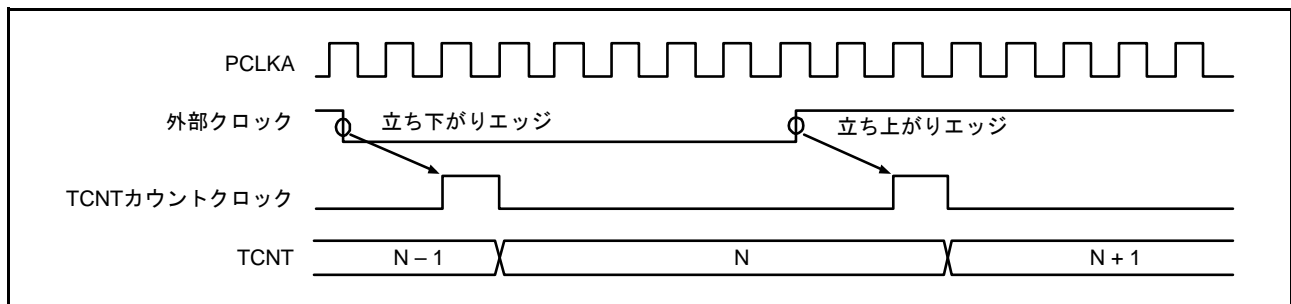 PCLKA
外部クロック
立ち下がりエッジ
立ち上がりエッジ
TCNTカウントクロック
TCNT
N – 1
N
N + 1